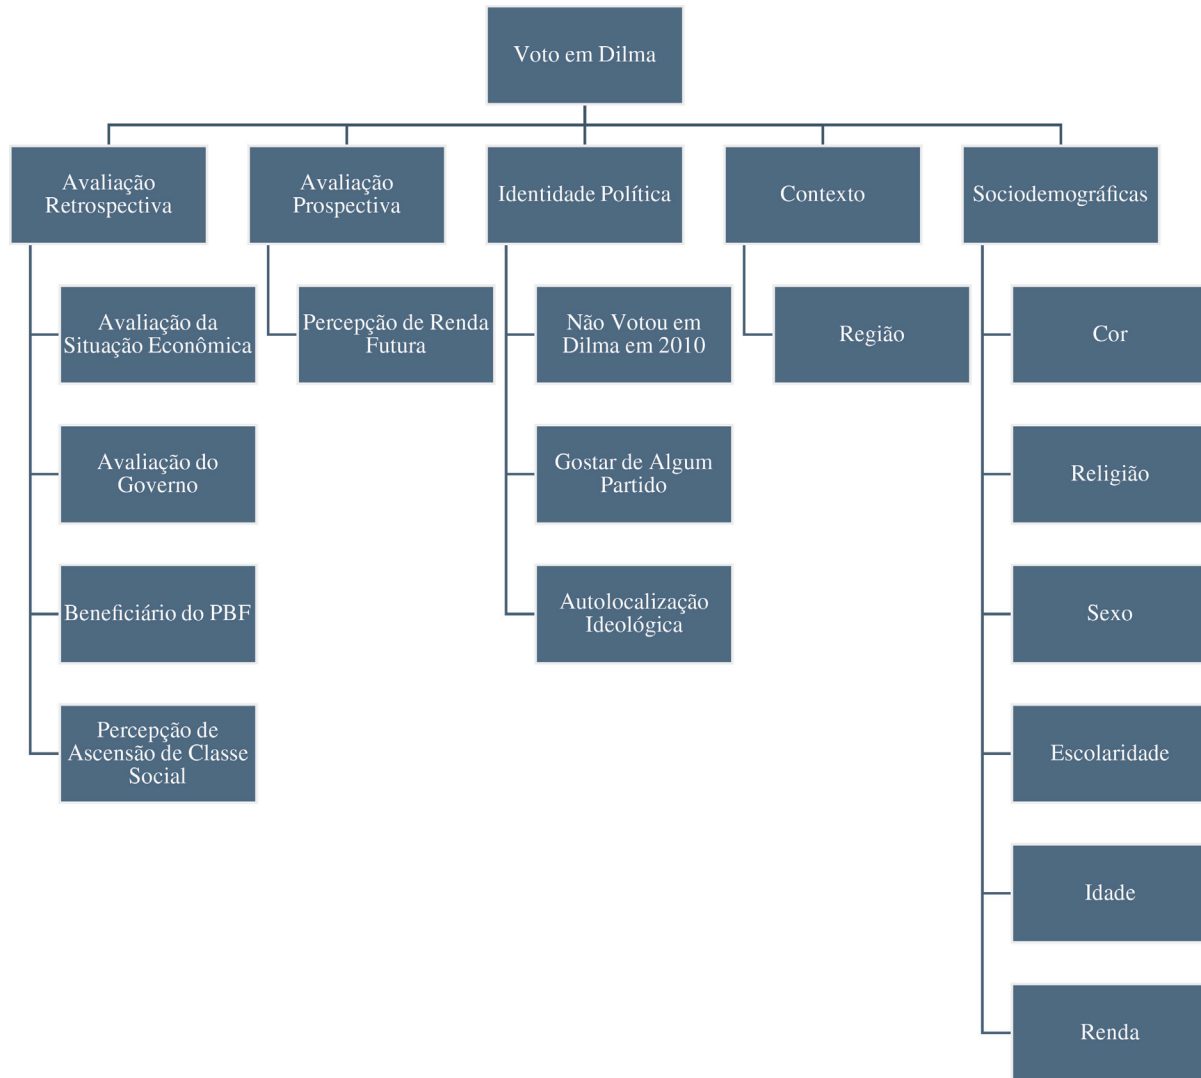 Voto em Dilma
Avaliação
Retrospectiva
Avaliação
Prospectiva
Identidade Política
Contexto
Sociodemográficas
Avaliação da
Situação Econômica
Percepção de Renda
Futura
Não Votou em
Dilma em 2010
Região
Cor
Avaliação do
Governo
Gostar de Algum
Partido
Religião
Beneficiário do PBF
Autolocalização
Ideológica
Sexo
Percepção de
Ascensão de Classe
Social
Escolaridade
Idade
Renda